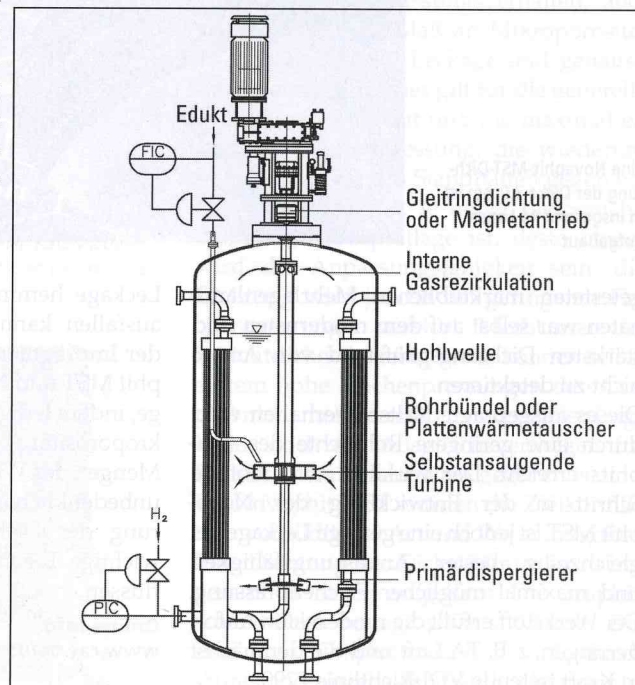 Edukt
FIC
Gleitringdichtung
oder Magnetantrieb
Interne
Gasrezirkulation
Hohlwelle
Rohrbündel oder
Plattenwärmetauscher
Selbstansaugende
Turbine
H₂
Primärdispergierer
PIC